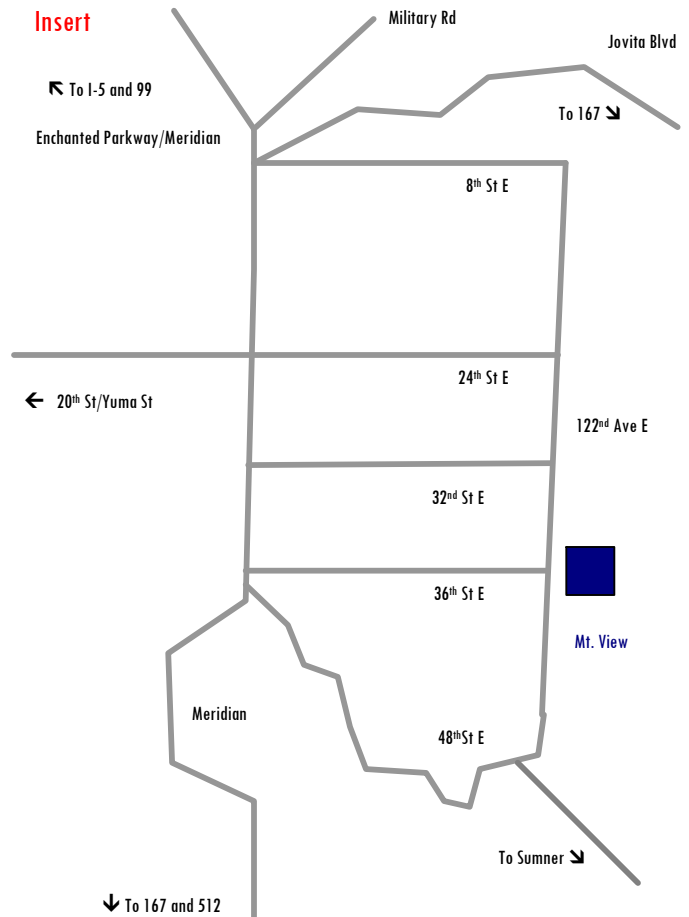 Insert
Military Rd
Jovita Blvd
🡼 To I-5 and 99
To 167 🡾
Enchanted Parkway/Meridian
8th St E
24th St E
🡰 20th St/Yuma St
122nd Ave E
32nd St E
36th St E
Mt. View
Meridian
48thSt E
To Sumner 🡾
🡳 To 167 and 512